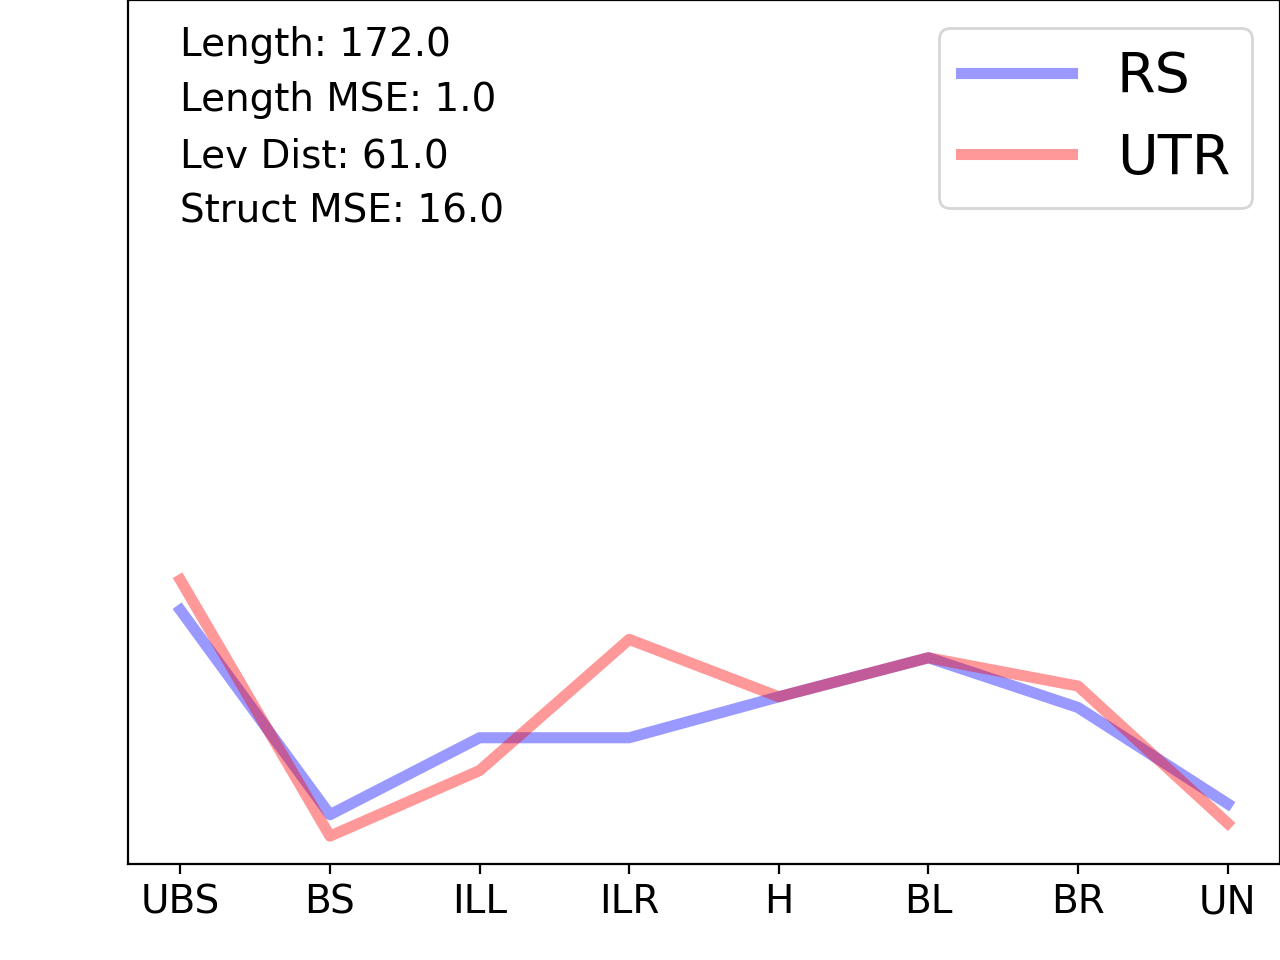 Length: 172.0
Length MSE: 1.0
Lev Dist: 61.0
Struct MSE: 16.0
RS
UTR
UBS BS ILL ILR H BL BR UN